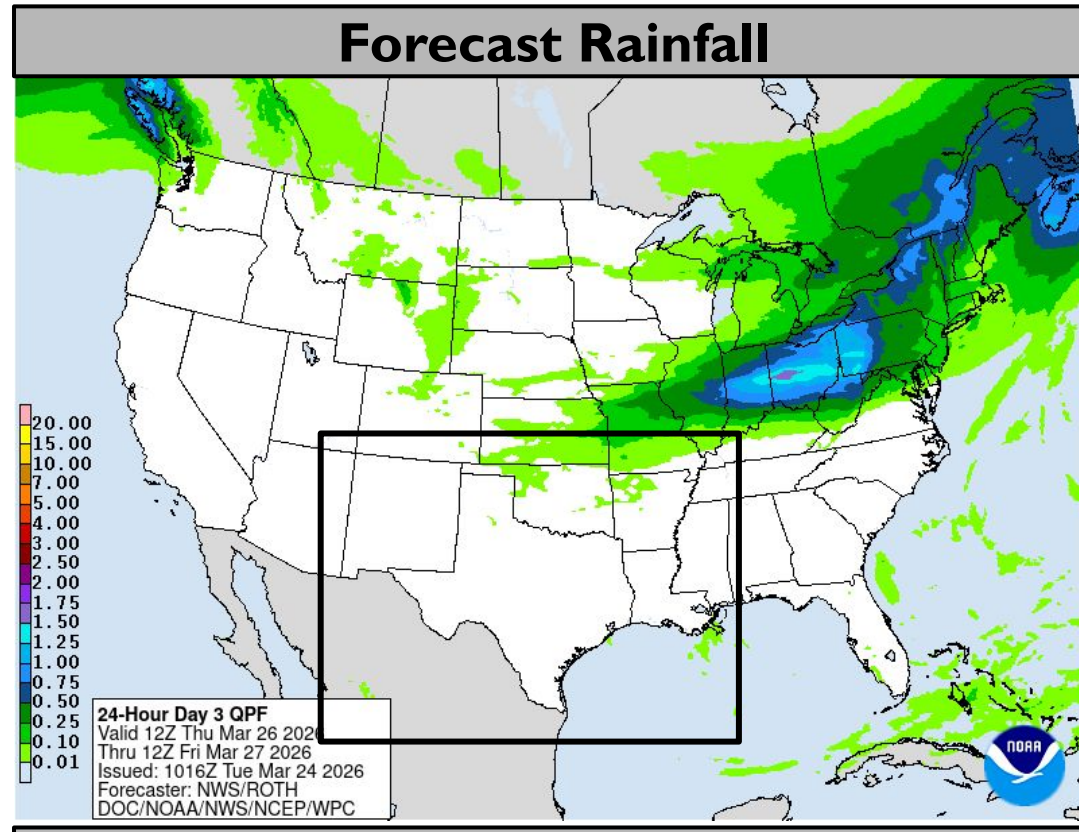 Forecast Rainfall
20.00
15.00
10.00
7.00
5.00
4.00
3.00
2.50
2.00
1.75
1.50
1.25
1.00
0.75
0.50
0.25
0.10
0.01
24-Hour Day 3 QPF
Valid 12Z Thu Mar 26 2026
Thru 12Z Fri Mar 27 2026
Issued: 1016Z Tue Mar 24 2026
Forecaster: NWS/ROTH
DOC/NOAA/NWS/NCEP/WPC
NOAA